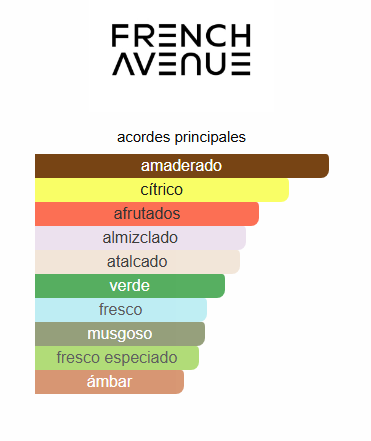 FRENCH
AVENUE
acordes principales
amaderado
cítrico
afrutados
almizclado
atalcado
verde
fresco
musgoso
fresco especiado
ámbar